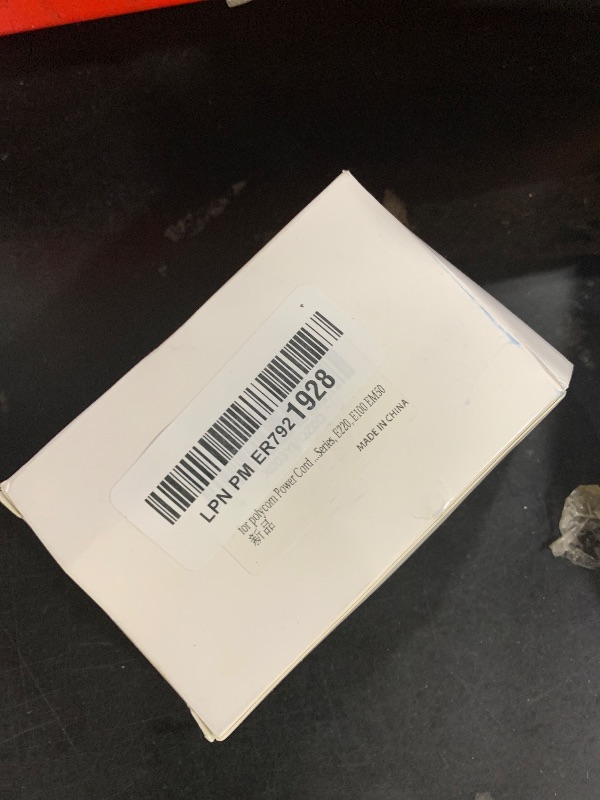 LPN PM ER792 1928
for polycom Power Cord ...Series, E220, E100 EM50
新品
MADE IN CHINA